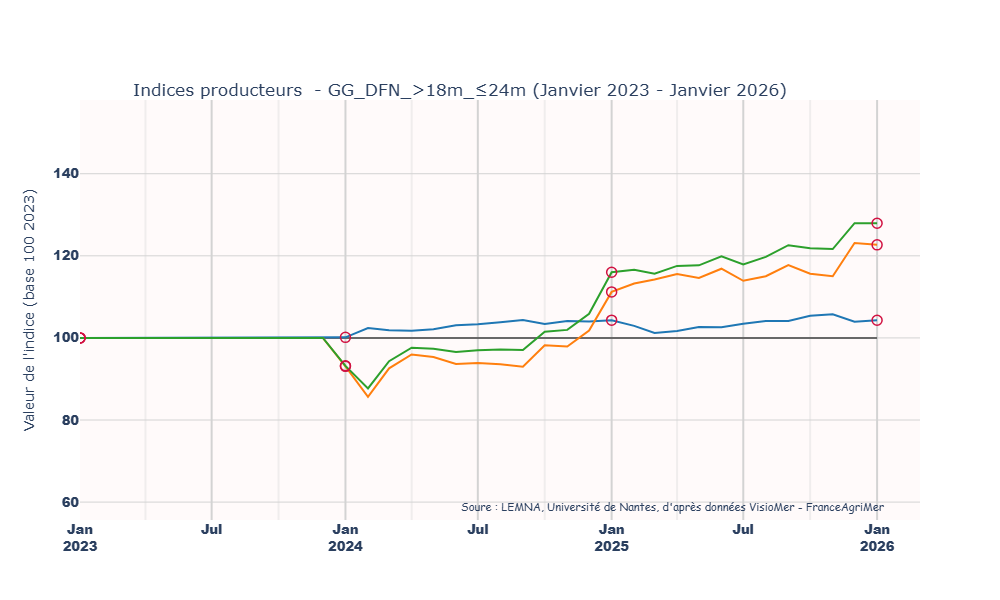 Indices producteurs - GG_DFN_>18m_≤24m (Janvier 2023 - Janvier 2026)
Valeur de l'indice (base 100 2023)
140
120
100
80
60
Soure : LEMNA, Université de Nantes, d'après données VisioMer - FranceAgriMer
Jan Jul Jan Jul Jan Jul Jan
2023 2024 2025 2026